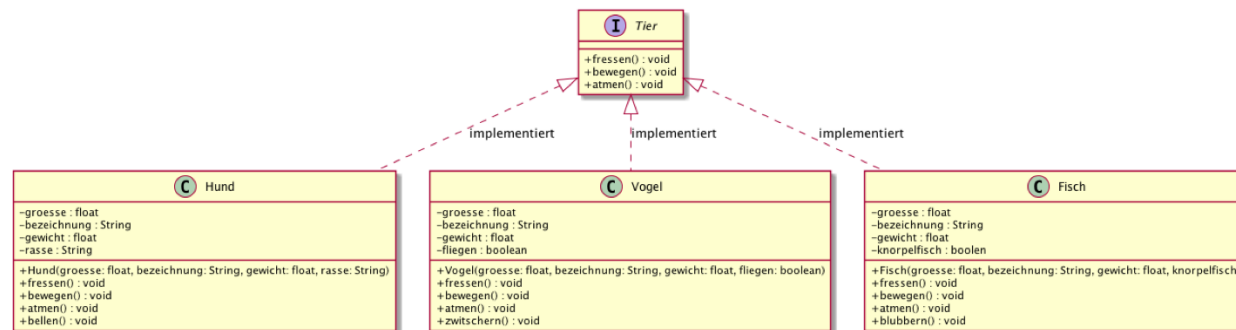 I Tier
+fressen() : void
+bewegen() : void
+atmen() : void
implementiert
implementiert
implementiert
C Hund
-groesse : float
-bezeichnung : String
-gewicht : float
-rasse : String
+Hund(groesse: float, bezeichnung: String, gewicht: float, rasse: String)
+fressen() : void
+bewegen() : void
+atmen() : void
+bellen() : void
C Vogel
-groesse : float
-bezeichnung : String
-gewicht : float
-fliegen : boolean
+Vogel(groesse: float, bezeichnung: String, gewicht: float, fliegen: boolean)
+fressen() : void
+bewegen() : void
+atmen() : void
+zwitschern() : void
C Fisch
-groesse : float
-bezeichnung : String
-gewicht : float
-knorpelfisch : boolen
+Fisch(groesse: float, bezeichnung: String, gewicht: float, knorpelfisch
+fressen() : void
+bewegen() : void
+atmen() : void
+blubbern() : void